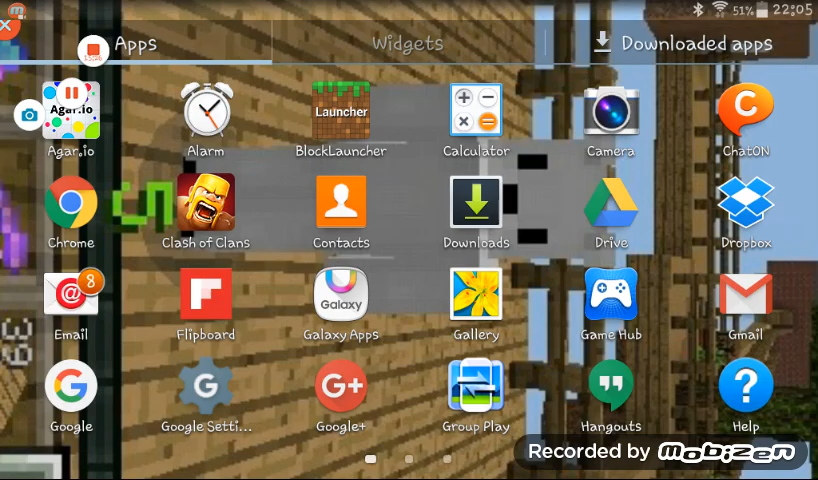 51% 22:05
Apps Widgets Downloaded apps
Agar.io Launcher
Agar.io Alarm BlockLauncher Calculator Camera ChatON
Chrome Clash of Clans Contacts Downloads Drive Dropbox
8 Galaxy
Email Flipboard Galaxy Apps Gallery Game Hub Gmail
G G G+ ?
Google Google Setti... Google+ Group Play Hangouts Help
Recorded by Mobizen